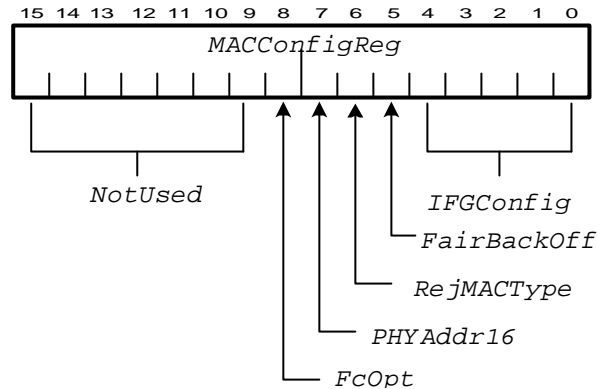 15 14 13 12 11 10 9 8 7 6 5 4 3 2 1 0
MACConfigReg
NotUsed
IFGConfig
FairBackOff
RejMACType
PHYAddr16
FcOpt